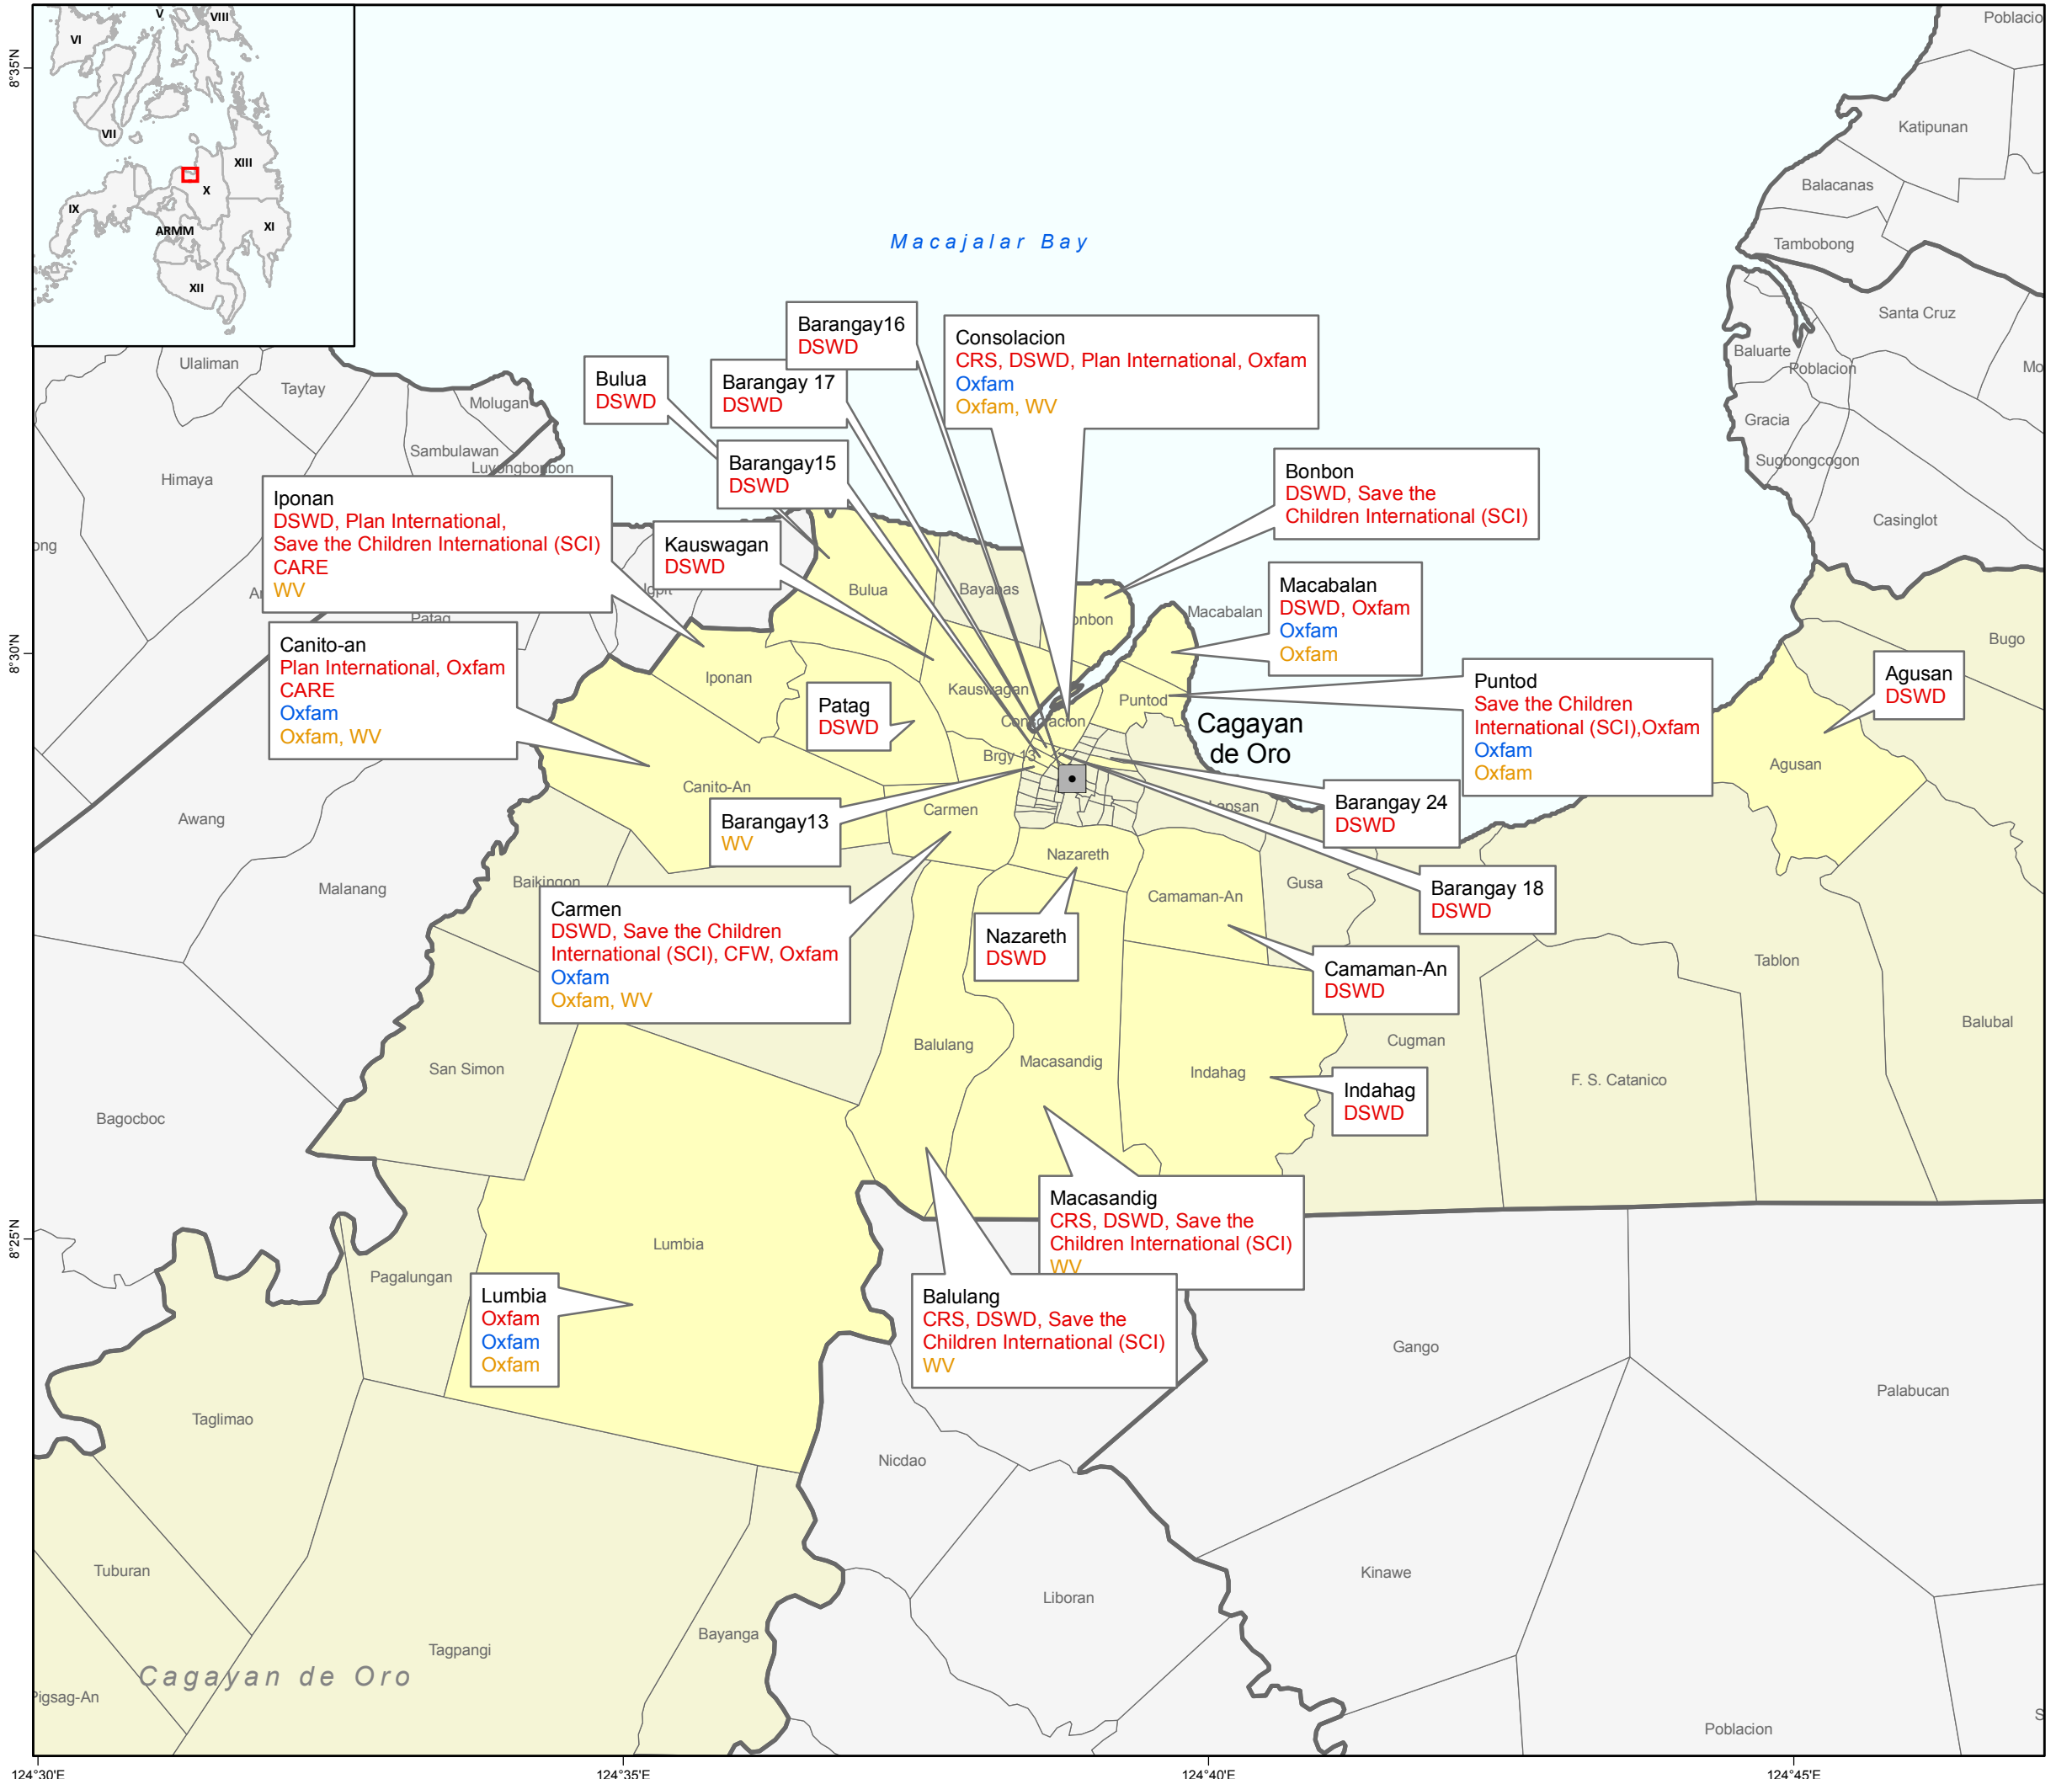 V
VIII
VI
VII
XIII
X
IX
ARMM
XI
XII
8°35'N
8°30'N
8°25'N
124°30'E
124°35'E
124°40'E
124°45'E
Macajalar Bay
Katipunan
Balacanas
Tambobong
Santa Cruz
Baluarte
Poblacion
Gracia
Sugbongcogon
Casinglot
Ulaliman
Taytay
Molugan
Sambulawan
Luyongbonbon
Himaya
Patag
Awang
Malanang
Bagocboc
Barangay16
DSWD
Consolacion
CRS, DSWD, Plan International, Oxfam
Oxfam
Oxfam, WV
Bulua
DSWD
Barangay 17
DSWD
Barangay15
DSWD
Bonbon
DSWD, Save the
Children International (SCI)
Iponan
DSWD, Plan International,
Save the Children International (SCI)
CARE
WV
Kauswagan
DSWD
Macabalan
DSWD, Oxfam
Oxfam
Oxfam
Canito-an
Plan International, Oxfam
CARE
Oxfam
Oxfam, WV
Patag
DSWD
Puntod
Save the Children
International (SCI),Oxfam
Oxfam
Oxfam
Agusan
DSWD
Barangay13
WV
Barangay 24
DSWD
Barangay 18
DSWD
Carmen
DSWD, Save the Children
International (SCI), CFW, Oxfam
Oxfam
Oxfam, WV
Nazareth
DSWD
Camaman-An
DSWD
Indahag
DSWD
Macasandig
CRS, DSWD, Save the
Children International (SCI)
WV
Balulang
CRS, DSWD, Save the
Children International (SCI)
WV
Lumbia
Oxfam
Oxfam
Oxfam
Bulua
Bayabas
Macabalan
Iponan
Kauswagan
Puntod
Consolacion
Cagayan
de Oro
Brgy 13
Canito-An
Carmen
Nazareth
Camaman-An
Gusa
Bugo
Agusan
Baikingon
Tablon
Balubal
Cugman
F. S. Catanico
San Simon
Balulang
Macasandig
Indahag
Lumbia
Pagalungan
Taglimao
Tuburan
Tagpangi
Bayanga
Pigsag-An
Cagayan de Oro
Nicdao
Liboran
Gango
Palabucan
Kinawe
Poblacion